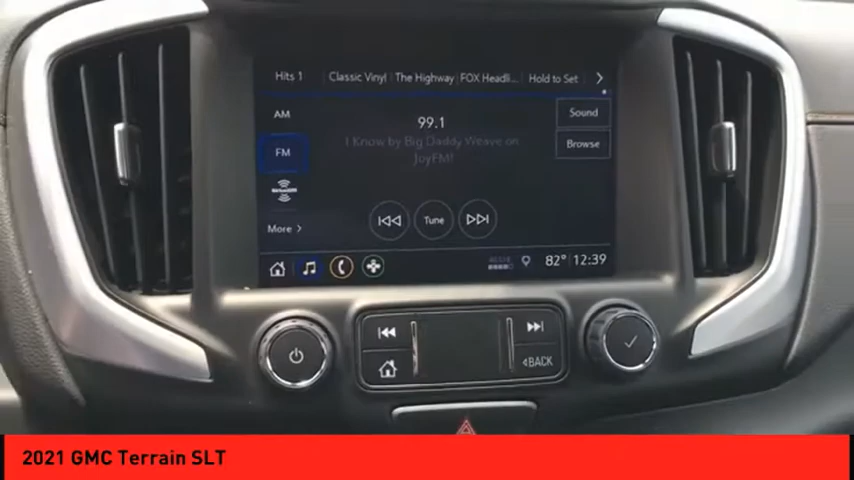 Hits 1 Classic Vinyl The Highway FOX Headli... Hold to Set
AM
99.1
Sound
FM
I Know by Big Daddy Weave on
JoyFM!
Browse
SiriusXM
More
Tune
82° 12:39
BACK
2021 GMC Terrain SLT